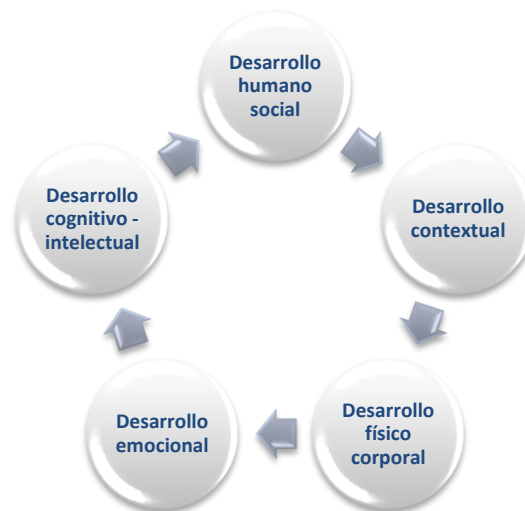 Desarrollo
humano
social
Desarrollo
contextual
Desarrollo
físico
corporal
Desarrollo
emocional
Desarrollo
cognitivo -
intelectual